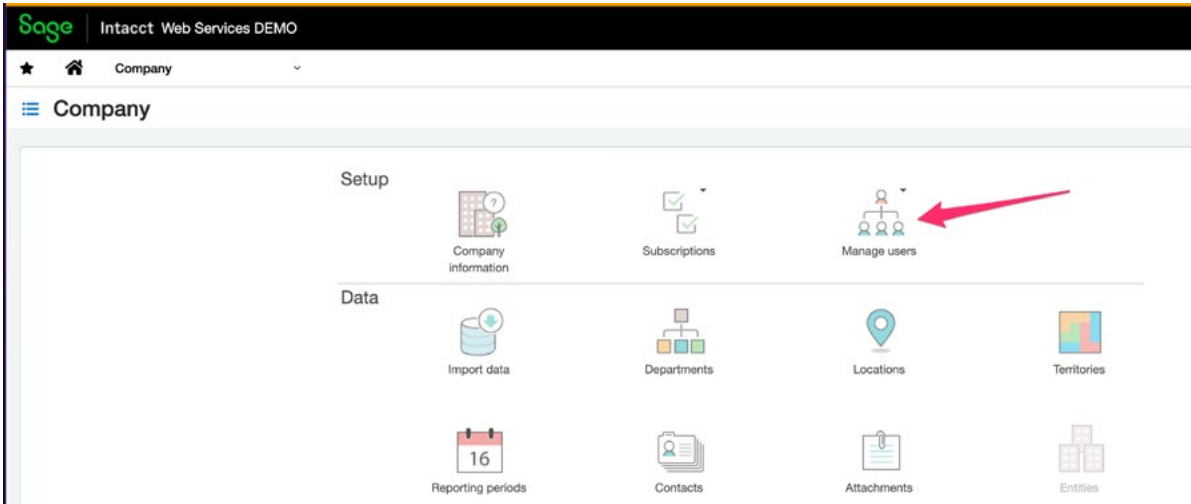 Sage Intacct Web Services DEMO
Company
Company
Setup
?
Company
information
Subscriptions
Manage users
Data
Import data
Departments
Locations
Territories
16
Reporting periods
Contacts
Attachments
Entities